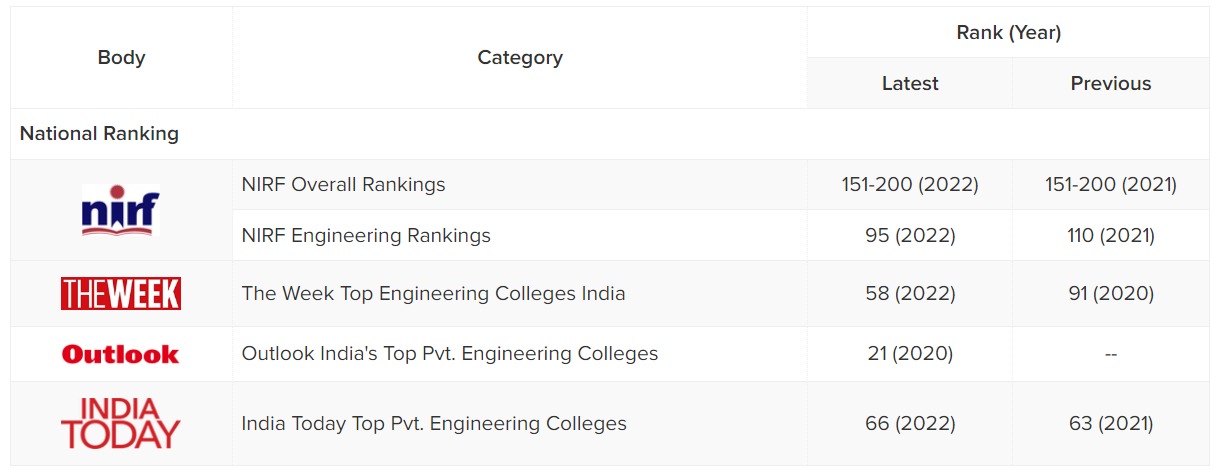 Body
Category
Rank (Year)
Latest
Previous
National Ranking
nirf
NIRF Overall Rankings
151-200 (2022)
151-200 (2021)
NIRF Engineering Rankings
95 (2022)
110 (2021)
THE WEEK
The Week Top Engineering Colleges India
58 (2022)
91 (2020)
Outlook
Outlook India's Top Pvt. Engineering Colleges
21 (2020)
--
INDIA
TODAY
India Today Top Pvt. Engineering Colleges
66 (2022)
63 (2021)